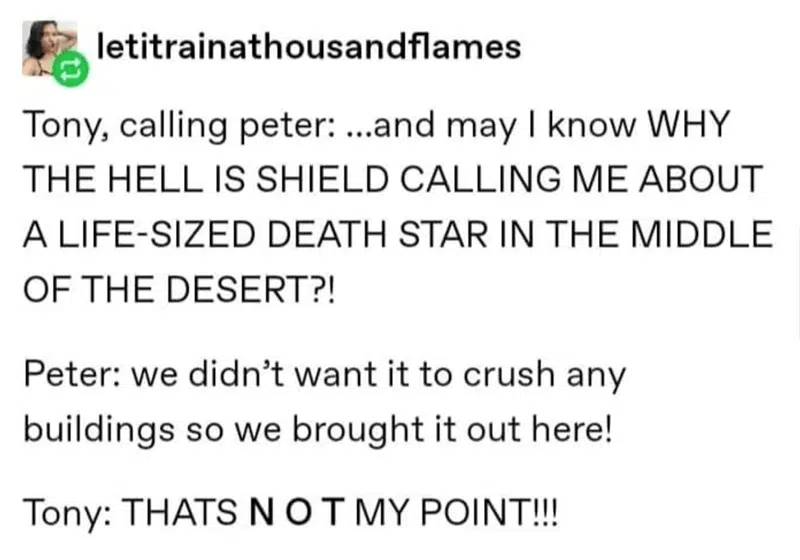 letitrainathousandflames
Tony, calling peter: ...and may I know WHY
THE HELL IS SHIELD CALLING ME ABOUT
A LIFE-SIZED DEATH STAR IN THE MIDDLE
OF THE DESERT?!
Peter: we didn’t want it to crush any
buildings so we brought it out here!
Tony: THATS N O T MY POINT!!!